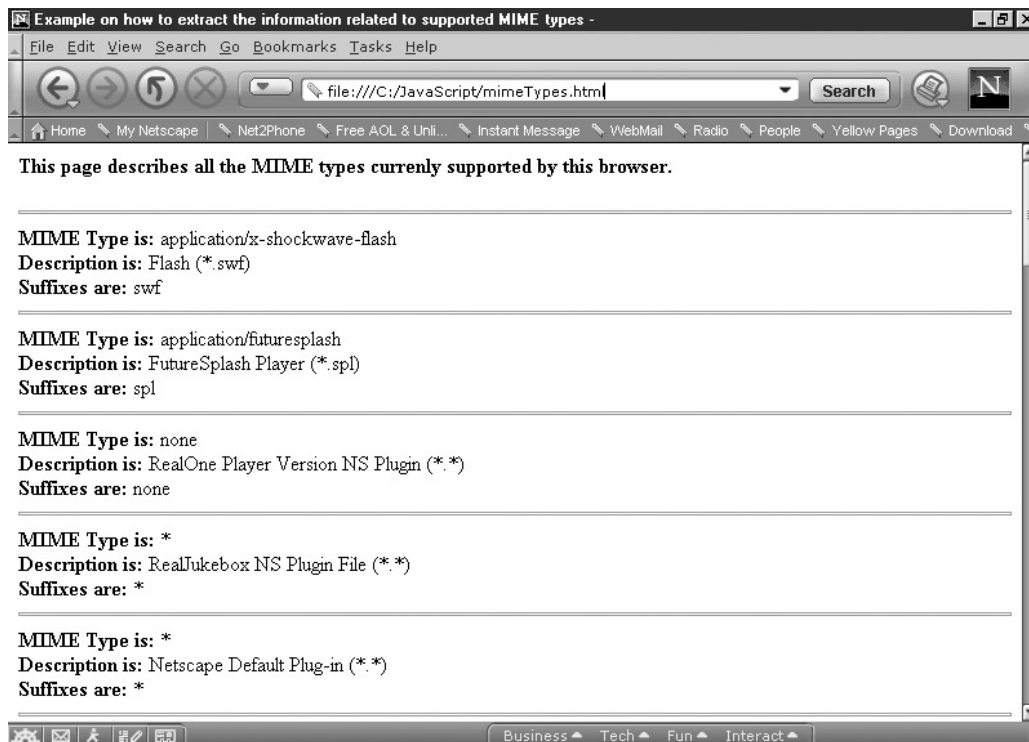 N Example on how to extract the information related to supported MIME types -
File Edit View Search Go Bookmarks Tasks Help
file:///C:/JavaScript/mimeTypes.html Search N
Home My Netscape Net2Phone Free AOL & Unli... Instant Message WebMail Radio People Yellow Pages Download
This page describes all the MIME types currenly supported by this browser.
MIME Type is: application/x-shockwave-flash
Description is: Flash (*.swf)
Suffixes are: swf
MIME Type is: application/futuresplash
Description is: FutureSplash Player (*.spl)
Suffixes are: spl
MIME Type is: none
Description is: RealOne Player Version NS Plugin (*.*)
Suffixes are: none
MIME Type is: *
Description is: RealJukebox NS Plugin File (*.*)
Suffixes are: *
MIME Type is: *
Description is: Netscape Default Plug-in (*.*)
Suffixes are: *
Business Tech Fun Interact